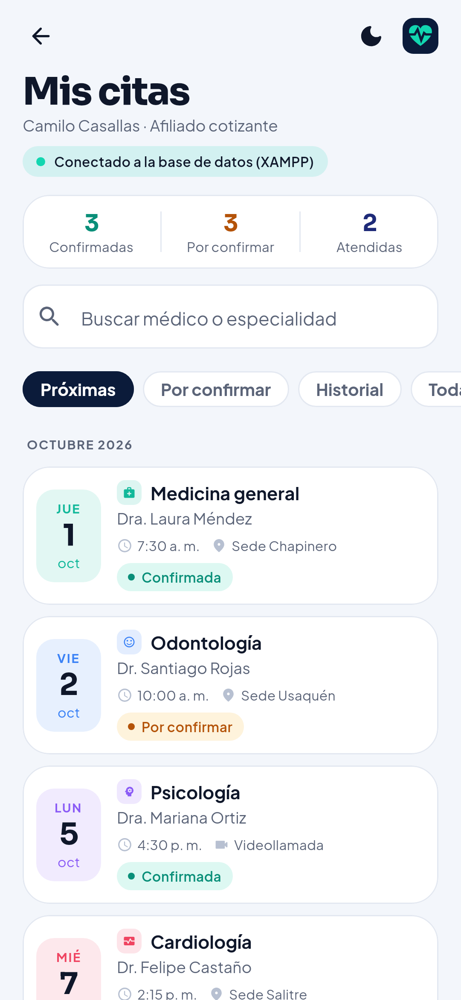 Mis citas
Camilo Casallas · Afiliado cotizante
Conectado a la base de datos (XAMPP)
3 3 2
Confirmadas Por confirmar Atendidas
Buscar médico o especialidad
Próximas Por confirmar Historial Toda
OCTUBRE 2026
JUE
1
oct
Medicina general
Dra. Laura Méndez
7:30 a. m. Sede Chapinero
Confirmada
VIE
2
oct
Odontología
Dr. Santiago Rojas
10:00 a. m. Sede Usaquén
Por confirmar
LUN
5
oct
Psicología
Dra. Mariana Ortiz
4:30 p. m. Videollamada
Confirmada
MIÉ
7
Cardiología
Dr. Felipe Castaño
2:15 p. m. Sede Salitre